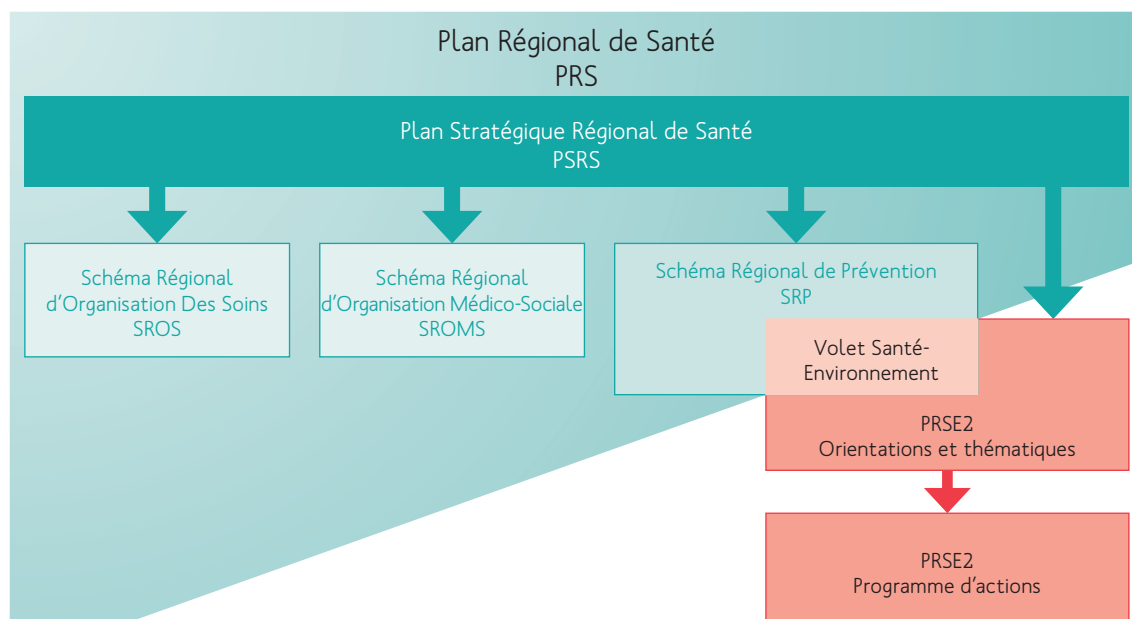 Plan Régional de Santé
PRS
Plan Stratégique Régional de Santé
PSRS
Schéma Régional
d'Organisation Des Soins
SROS
Schéma Régional
d'Organisation Médico-Sociale
SROMS
Schéma Régional de Prévention
SRP
Volet Santé-
Environnement
PRSE2
Orientations et thématiques
PRSE2
Programme d'actions